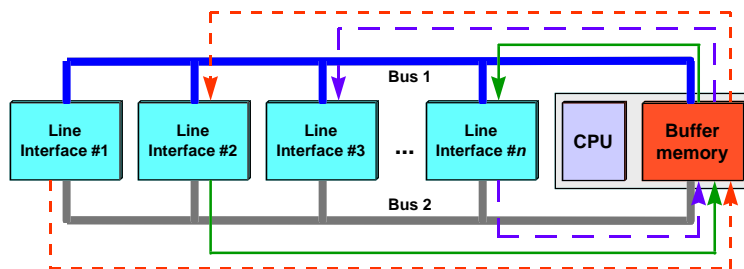 Bus 1
Line
Interface #1
Line
Interface #2
Line
Interface #3
...
Line
Interface #n
CPU
Buffer
memory
Bus 2